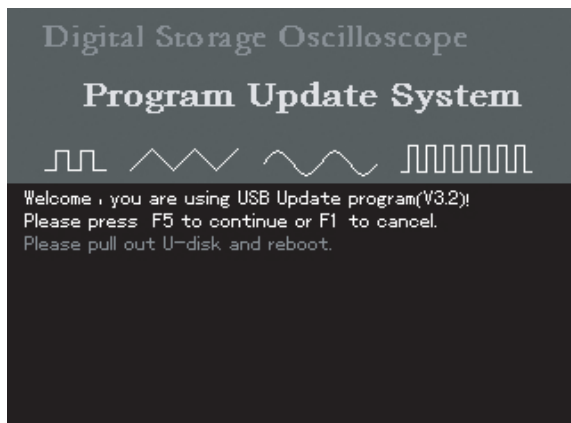 Digital Storage Oscilloscope
Program Update System
Welcome , you are using USB Update program(V3.2)!
Please press F5 to continue or F1 to cancel.
Please pull out U-disk and reboot.